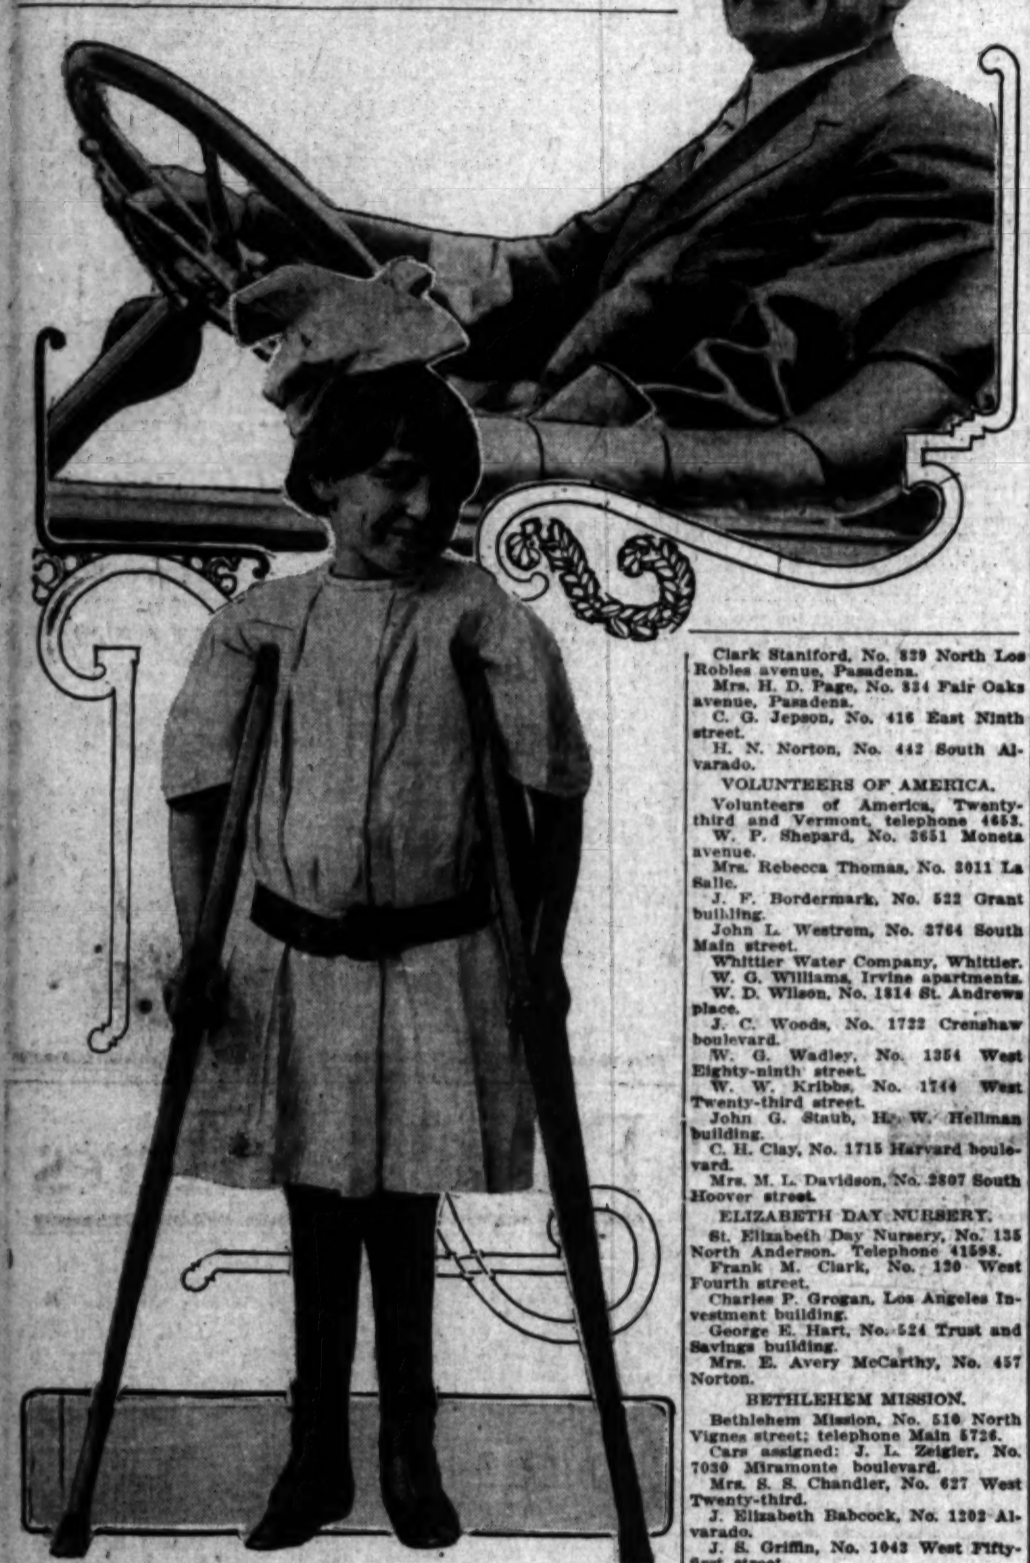 Clark Staniford, No. 839 North Los
Robles avenue, Pasadena.
Mrs. H. D. Page, No. 834 Fair Oaks
avenue, Pasadena.
C. G. Jepson, No. 416 East Ninth
street.
H. N. Norton, No. 442 South Al-
varado.
VOLUNTEERS OF AMERICA.
Volunteers of America, Twenty-
third and Vermont, telephone 4653.
W. P. Shepard, No. 3651 Moneta
avenue.
Mrs. Rebecca Thomas, No. 3011 La
Salle.
J. F. Bordermark, No. 522 Grant
building.
John L. Westrem, No. 3764 South
Main street.
Whittier Water Company, Whittier.
W. G. Williams, Irvine apartments.
W. D. Wilson, No. 1814 St. Andrews
place.
J. C. Woods, No. 1722 Crenshaw
boulevard.
W. G. Wadley, No. 1354 West
Eighty-ninth street.
W. W. Kribbs, No. 1744 West
Twenty-third street.
John G. Staub, H. W. Hellman
building.
C. H. Clay, No. 1715 Harvard boule-
vard.
Mrs. M. L. Davidson, No. 2807 South
Hoover street.
ELIZABETH DAY NURSERY.
St. Elizabeth Day Nursery, No. 135
North Anderson. Telephone 41598.
Frank M. Clark, No. 120 West
Fourth street.
Charles P. Grogan, Los Angeles In-
vestment building.
George E. Hart, No. 524 Trust and
Savings building.
Mrs. E. Avery McCarthy, No. 457
Norton.
BETHLEHEM MISSION.
Bethlehem Mission, No. 510 North
Vignes street; telephone Main 5726.
Cars assigned: J. L. Zeigler, No.
7030 Miramonte boulevard.
Mrs. S. S. Chandler, No. 627 West
Twenty-third.
J. Elizabeth Babcock, No. 1202 Al-
varado.
J. S. Griffin, No. 1043 West Fifty-